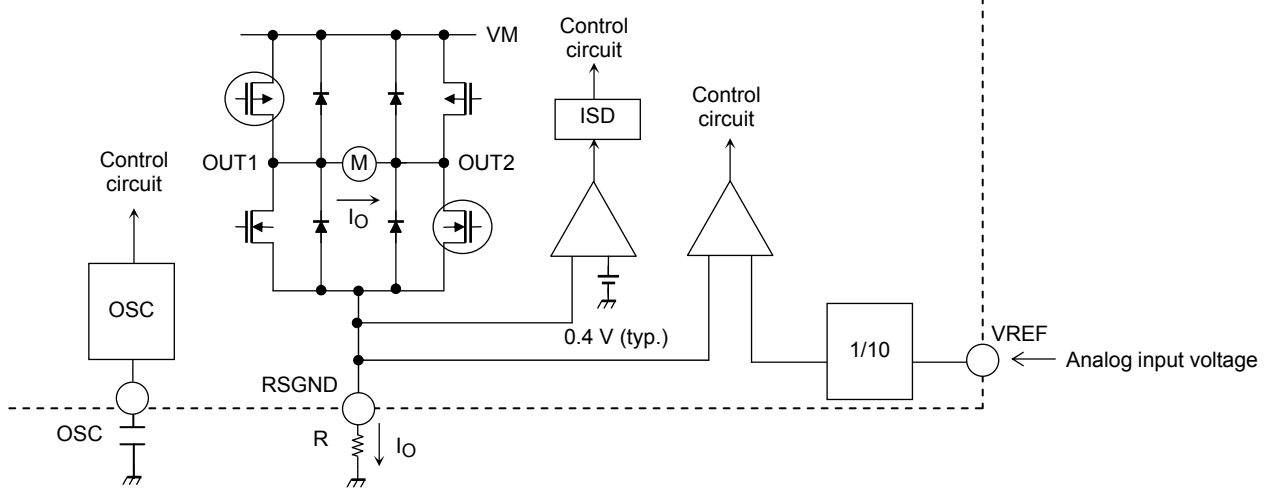 Control
circuit
VM
ISD
Control
circuit
Control
circuit
OUT1
M
OUT2
IO
OSC
0.4 V (typ.)
1/10
VREF
Analog input voltage
RSGND
OSC
R
IO